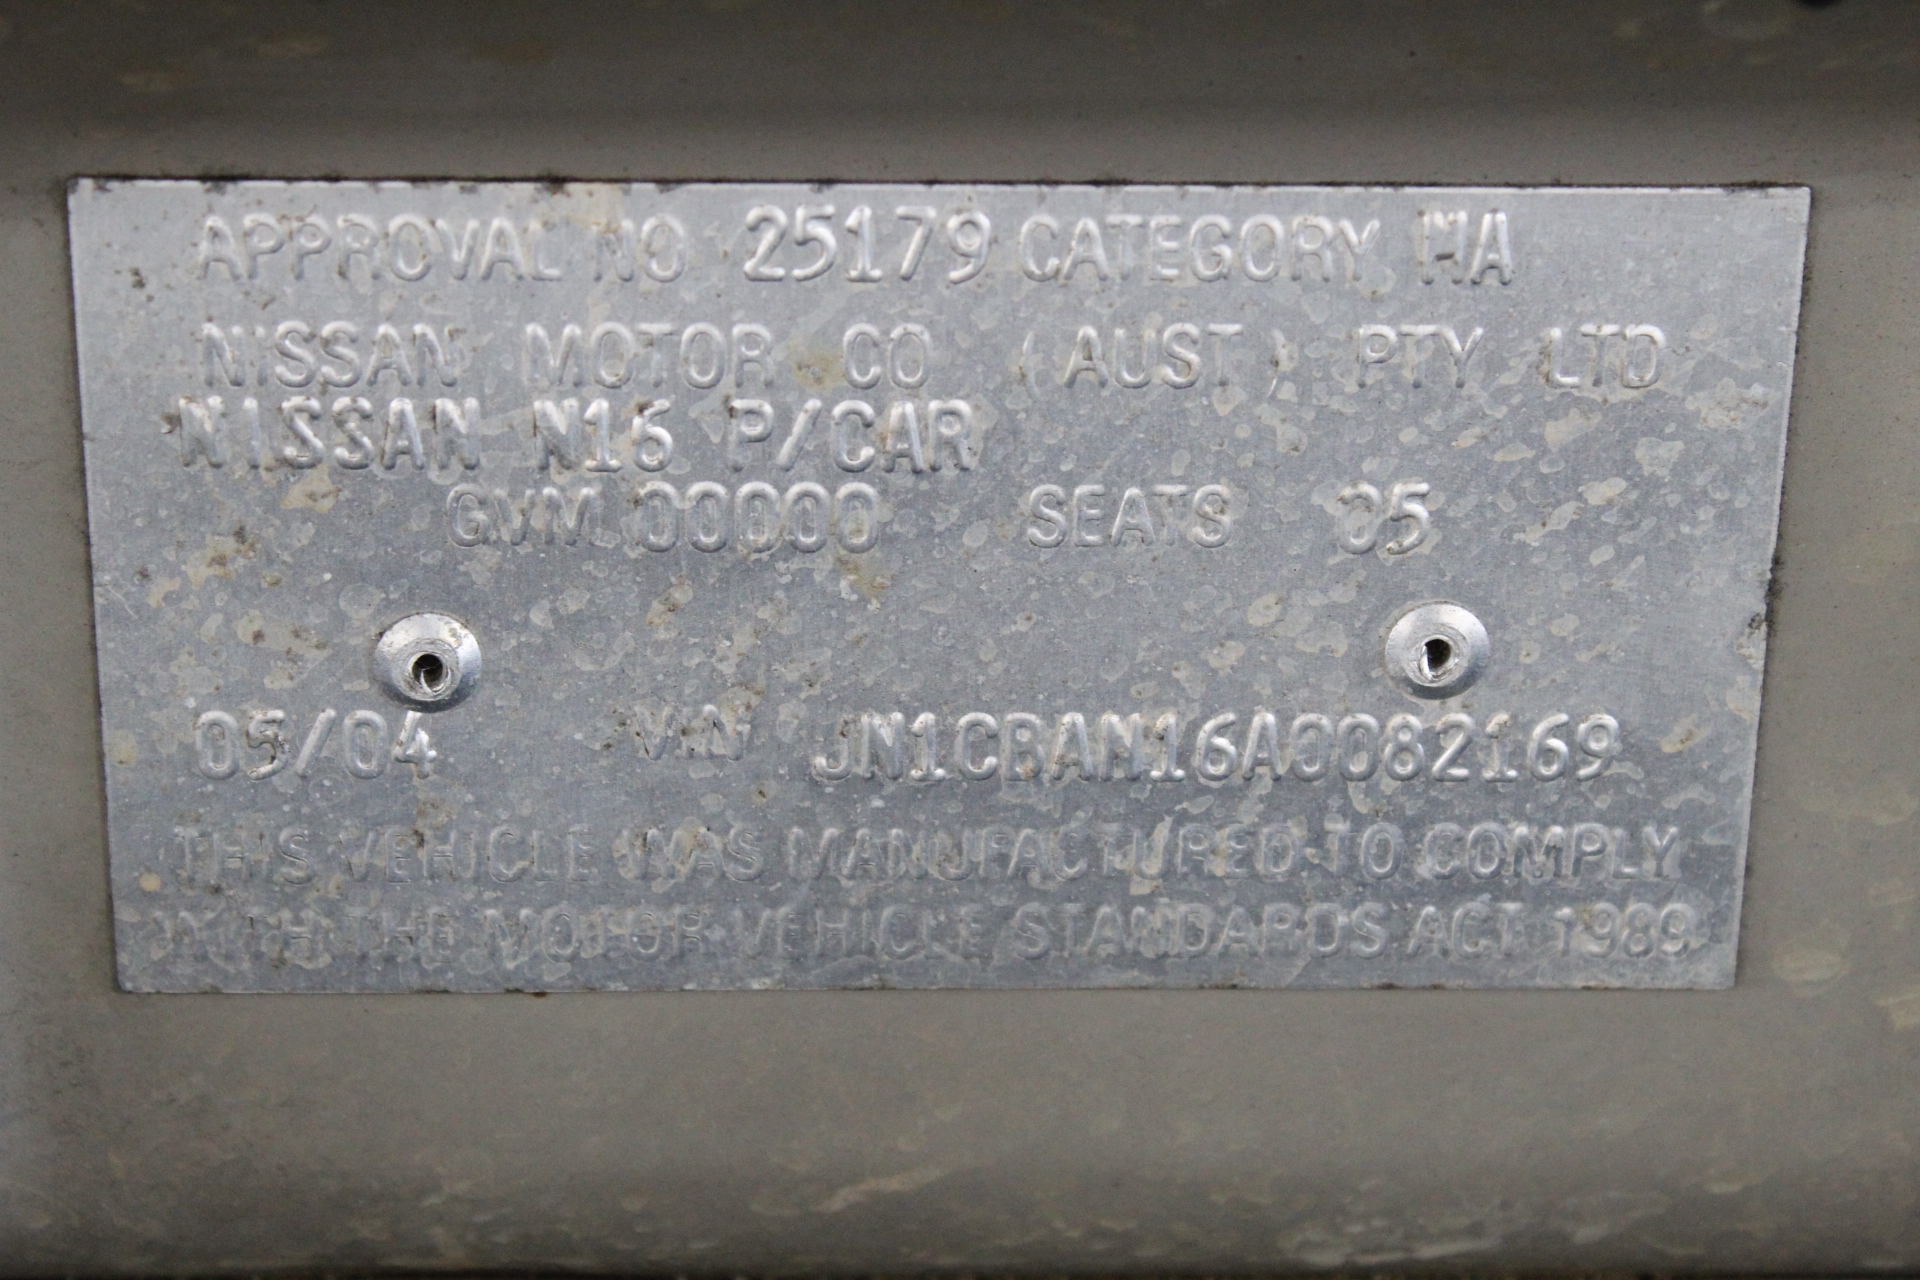 APPROVAL NO 25179 CATEGORY MA
NISSAN MOTOR CO (AUST) PTY LTD
NISSAN N16 P/CAR
GVM 00000 SEATS 05
05/04 VIN JN1CBAN16A0082169
THIS VEHICLE WAS MANUFACTURED TO COMPLY
WITH THE MOTOR VEHICLE STANDARDS ACT 1989